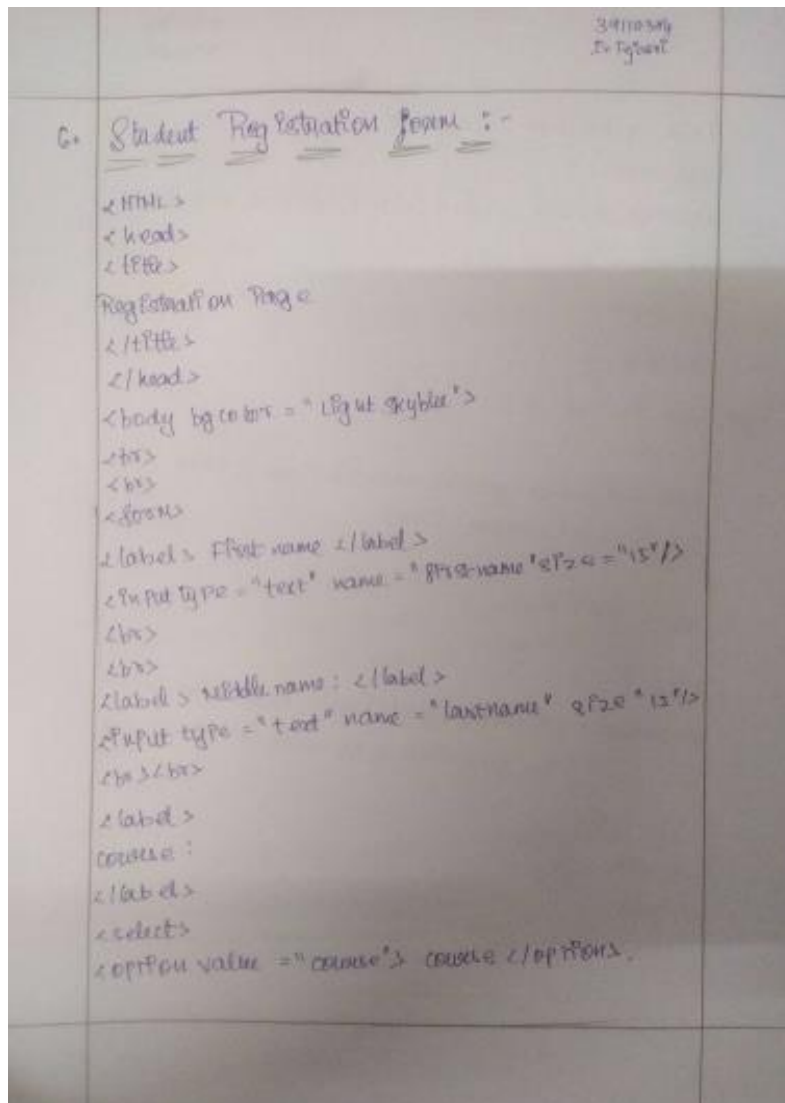 39110394
6. Student Registration form :-
<HTML>
<head>
<title>
Registration Page
</title>
</head>
<body bgcolor = "Light skyblue">
<br>
<br>
<form>
<label> First name </label>
<input type = "text" name = "first name" size = "15"/>
<br>
<br>
<label> Middle name: </label>
<input type = "text" name = "lastname" size "15"/>
<br><br>
<label>
course :
</label>
<select>
<option value = "course"> course </option>.